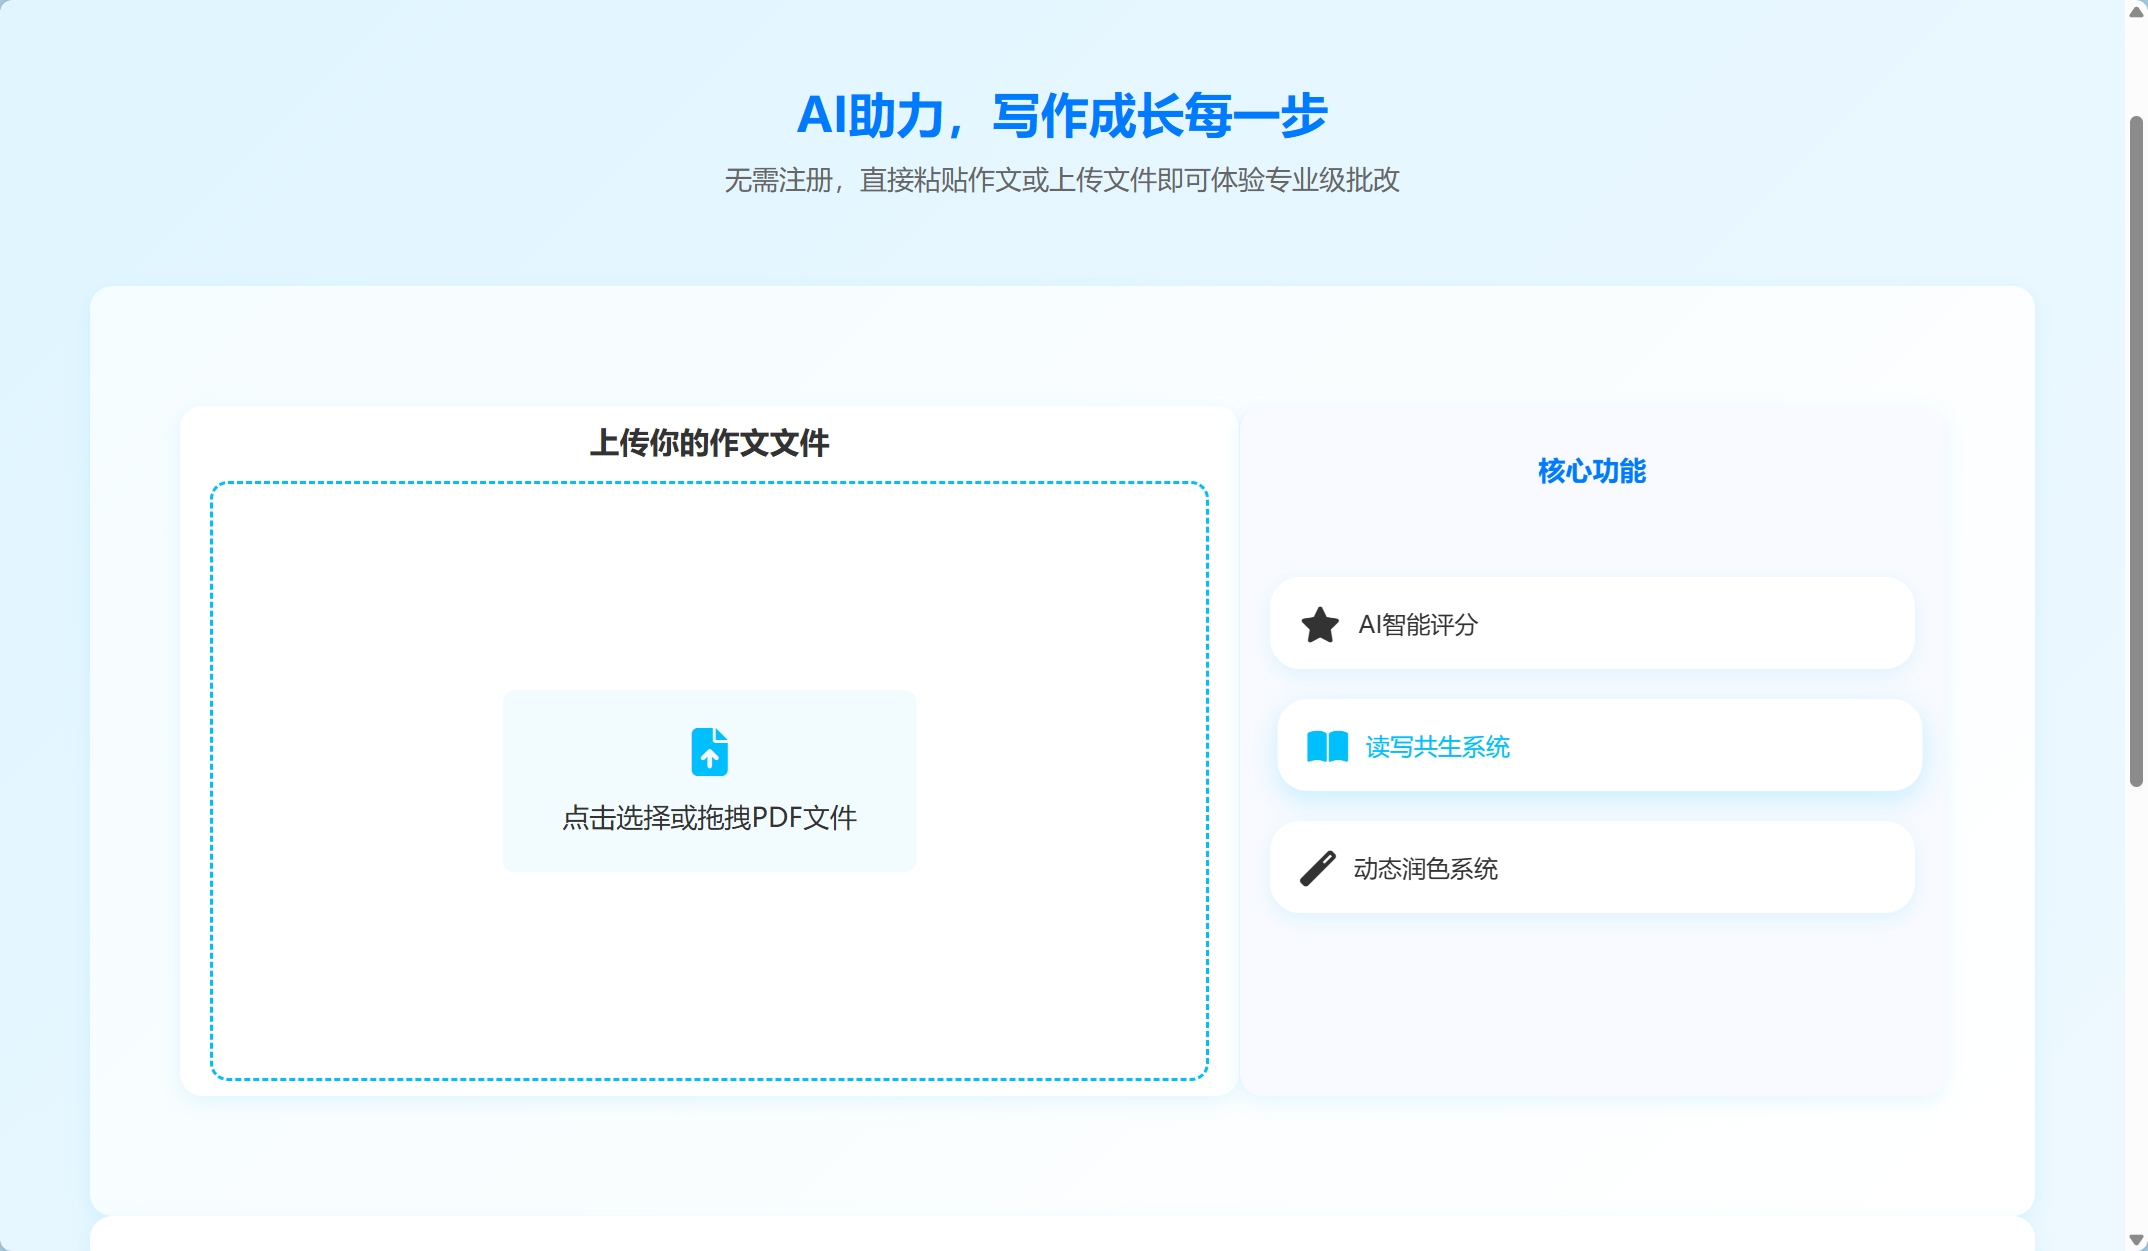 AI助力，写作成长每一步
无需注册，直接粘贴作文或上传文件即可体验专业级批改
上传你的作文文件
点击选择或拖拽PDF文件
核心功能
AI智能评分
读写共生系统
动态润色系统